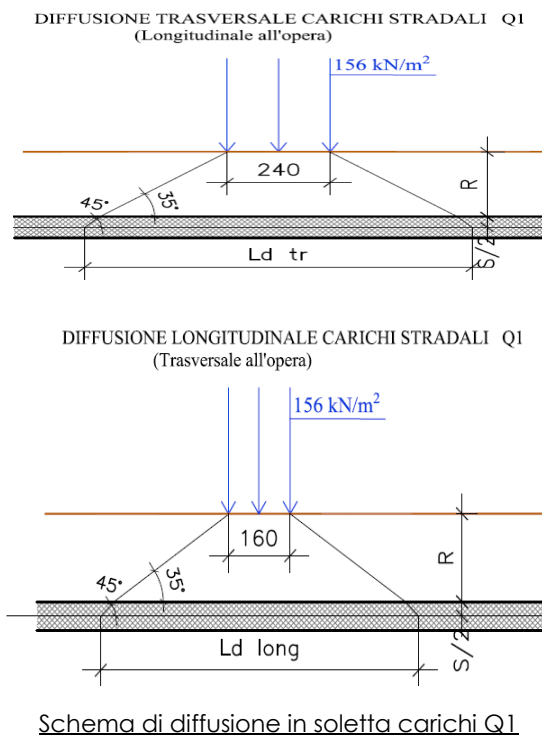 DIFFUSIONE TRASVERSALE CARICHI STRADALI Q1
(Longitudinale all'opera)
156 kN/m²
240
R
45°
35°
S/2
Ld tr
DIFFUSIONE LONGITUDINALE CARICHI STRADALI Q1
(Trasversale all'opera)
156 kN/m²
160
R
45°
35°
S/2
Ld long
Schema di diffusione in soletta carichi Q1